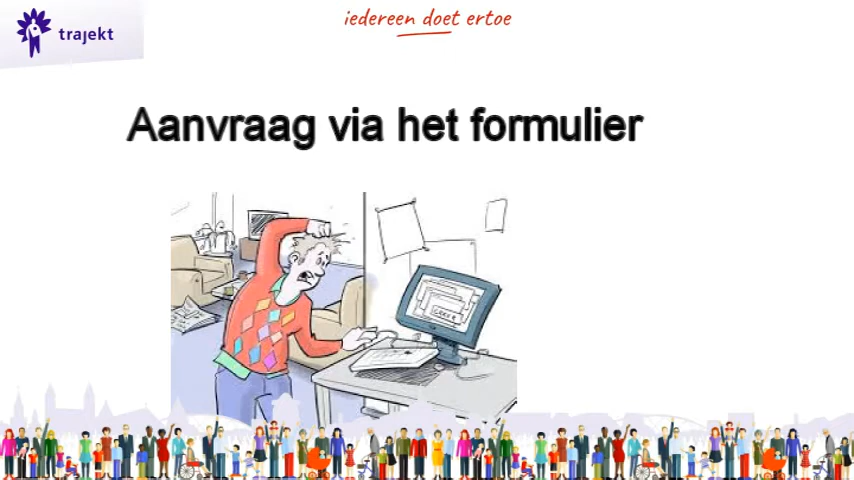 trajekt
iedereen doet ertoe
Aanvraag via het formulier